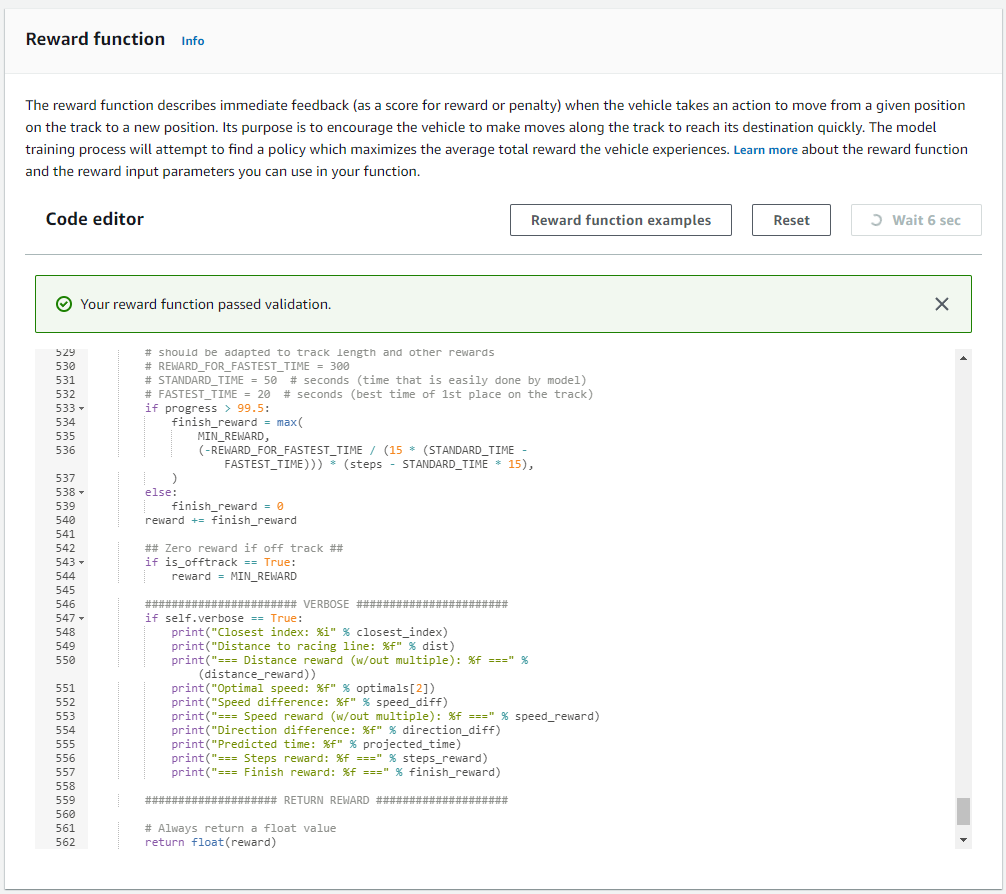 Reward function Info
The reward function describes immediate feedback (as a score for reward or penalty) when the vehicle takes an action to move from a given position
on the track to a new position. Its purpose is to encourage the vehicle to make moves along the track to reach its destination quickly. The model
training process will attempt to find a policy which maximizes the average total reward the vehicle experiences. Learn more about the reward function
and the reward input parameters you can use in your function.
Code editor
Reward function examples
Reset
Wait 6 sec
Your reward function passed validation.
529 # should be adapted to track length and other rewards
530 # REWARD_FOR_FASTEST_TIME = 300
531 # STANDARD_TIME = 50  # seconds (time that is easily done by model)
532 # FASTEST_TIME = 20  # seconds (best time of 1st place on the track)
533 if progress > 99.5:
534 finish_reward = max(
535 MIN_REWARD,
536 (-REWARD_FOR_FASTEST_TIME / (15 * (STANDARD_TIME -
FASTEST_TIME))) * (steps - STANDARD_TIME * 15),
537 )
538 else:
539 finish_reward = 0
540 reward += finish_reward
541
542 ## Zero reward if off track ##
543 if is_offtrack == True:
544 reward = MIN_REWARD
545
546 ####################### VERBOSE #######################
547 if self.verbose == True:
548 print("Closest index: %i" % closest_index)
549 print("Distance to racing line: %f" % dist)
550 print("=== Distance reward (w/out multiple): %f ===" %
(distance_reward))
551 print("Optimal speed: %f" % optimals[2])
552 print("Speed difference: %f" % speed_diff)
553 print("=== Speed reward (w/out multiple): %f ===" % speed_reward)
554 print("Direction difference: %f" % direction_diff)
555 print("Predicted time: %f" % projected_time)
556 print("=== Steps reward: %f ===" % steps_reward)
557 print("=== Finish reward: %f ===" % finish_reward)
558
559 #################### RETURN REWARD ####################
560
561 # Always return a float value
562 return float(reward)